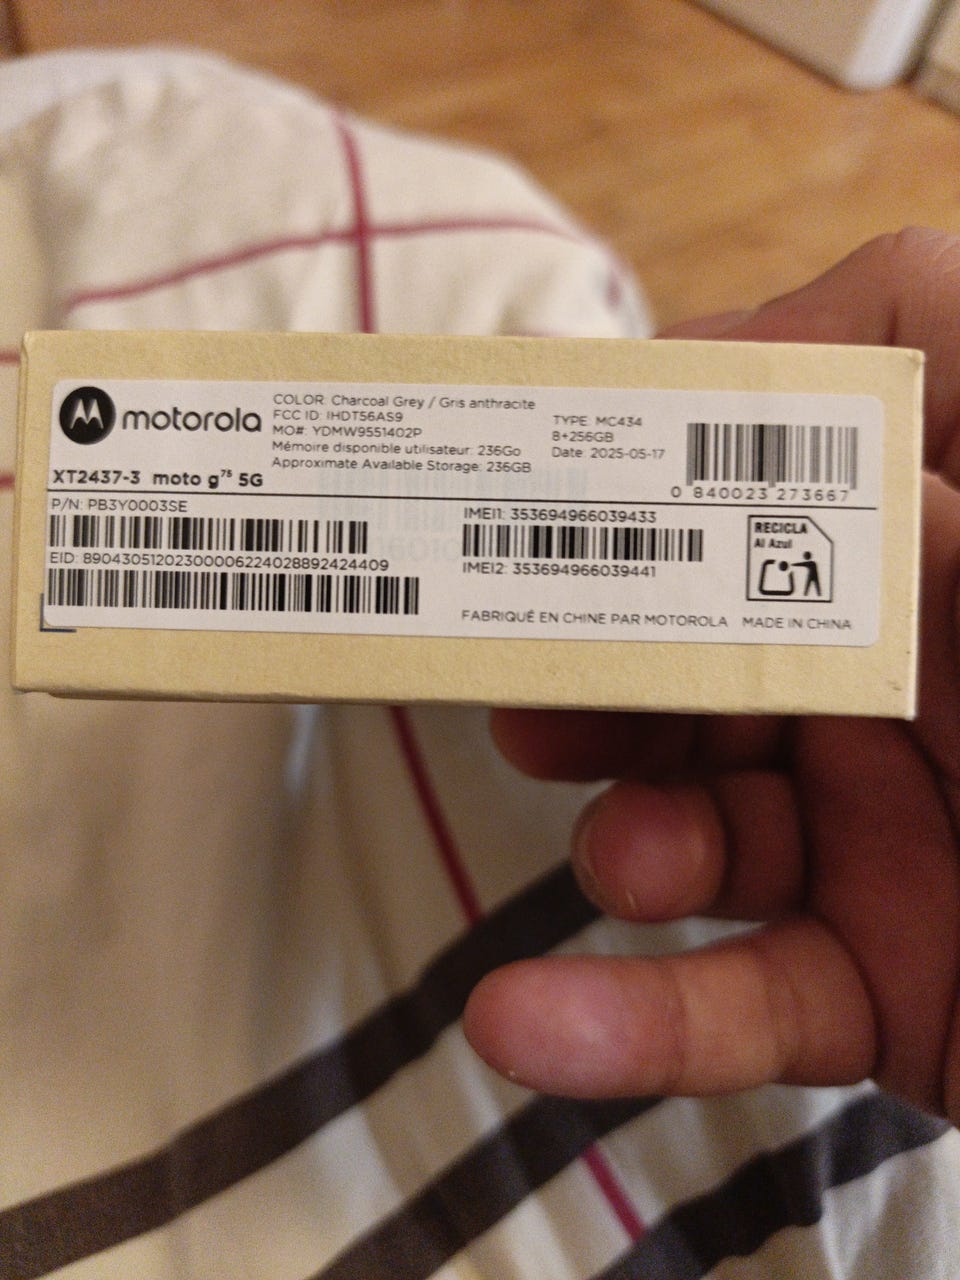 motorola
COLOR: Charcoal Grey / Gris anthracite
FCC ID: IHDT56AS9
MO#: YDMW9551402P
Mémoire disponible utilisateur: 236Go
Approximate Available Storage: 236GB
TYPE: MC434
8+256GB
Date: 2025-05-17
0 840023 273667
XT2437-3 moto g⁷⁵ 5G
P/N: PB3Y0003SE
EID: 89043051202300006224028892424409
IMEI1: 353694966039433
IMEI2: 353694966039441
RECICLA
Al Azul
FABRIQUÉ EN CHINE PAR MOTOROLA MADE IN CHINA